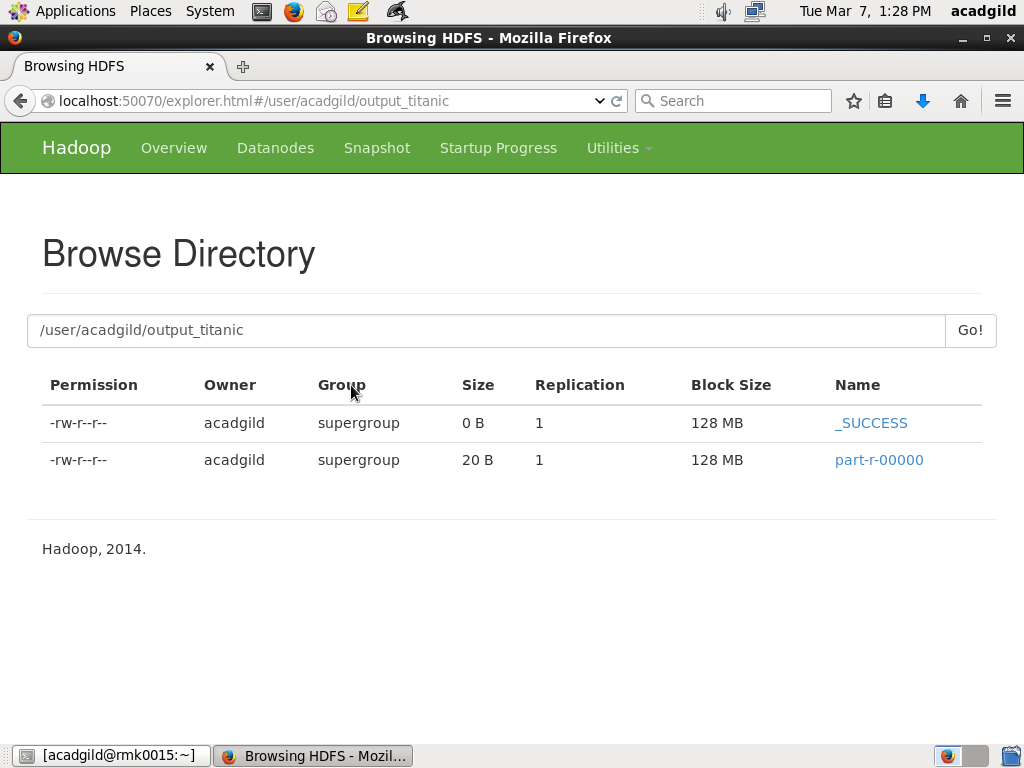 Applications Places System Tue Mar 7, 1:28 PM acadgild
Browsing HDFS - Mozilla Firefox
Browsing HDFS
localhost:50070/explorer.html#/user/acadgild/output_titanic Search
Hadoop Overview Datanodes Snapshot Startup Progress Utilities
Browse Directory
/user/acadgild/output_titanic Go!
Permission Owner Group Size Replication Block Size Name
-rw-r--r-- acadgild supergroup 0 B 1 128 MB _SUCCESS
-rw-r--r-- acadgild supergroup 20 B 1 128 MB part-r-00000
Hadoop, 2014.
[acadgild@rmk0015:~] Browsing HDFS - Mozil...